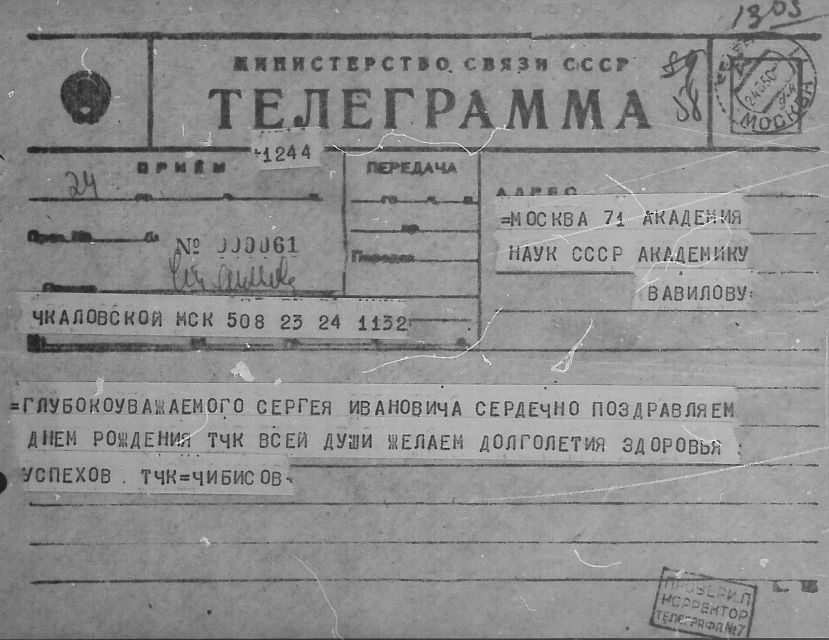 1303
МИНИСТЕРСТВО СВЯЗИ СССР
ТЕЛЕГРАММА
МОСКВА
-1244
ПРИЁМ
ПЕРЕДАЧА
АДРЕС
24
№ 000061
Передал
=МОСКВА 71 АКАДЕМИЯ
НАУК СССР АКАДЕМИКУ
ВАВИЛОВУ=
ЧКАЛОВСКОЙ МСК 508 23 24 1132
=ГЛУБОКОУВАЖАЕМОГО СЕРГЕЯ ИВАНОВИЧА СЕРДЕЧНО ПОЗДРАВЛЯЕМ
ДНЕМ РОЖДЕНИЯ ТЧК ВСЕЙ ДУШИ ЖЕЛАЕМ ДОЛГОЛЕТИЯ ЗДОРОВЬЯ
УСПЕХОВ ТЧК=ЧИБИСОВ-
ПРОВЕРИЛ
КОРРЕКТОР
ТЕЛЕГРАФА №7